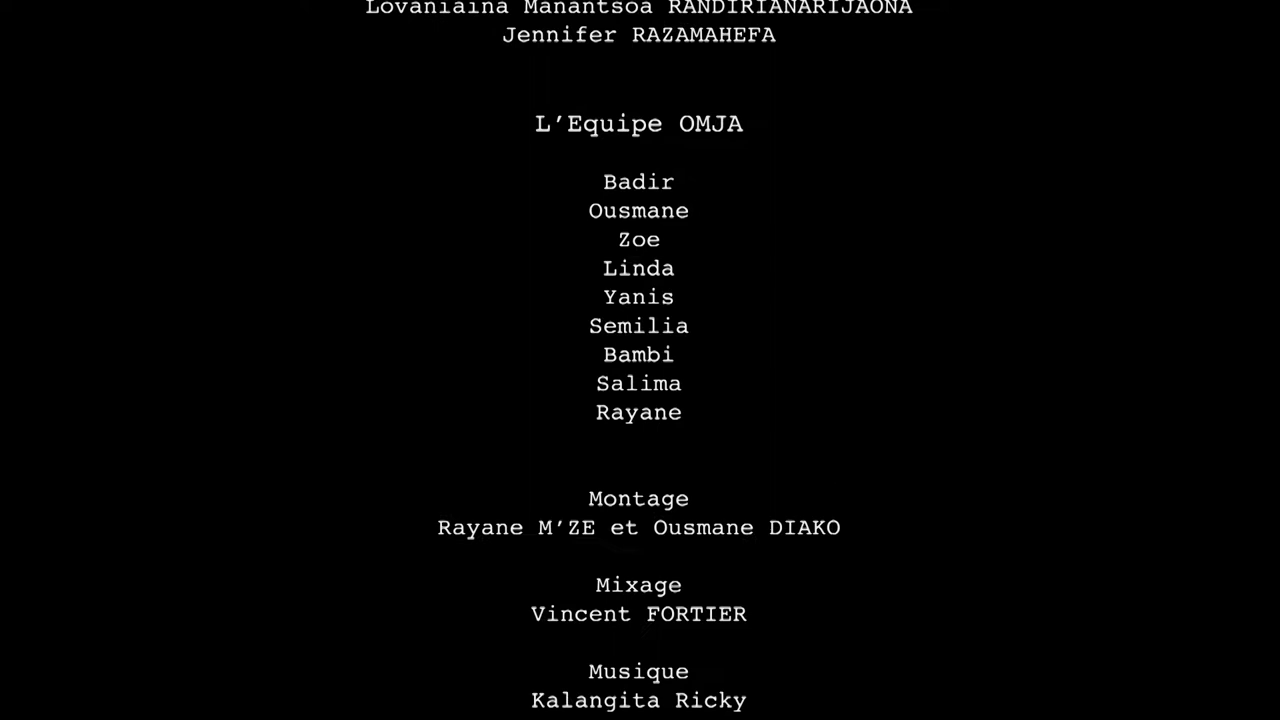 Lovaniaina Manantsoa RANDIRIANARIJAONA
Jennifer RAZAMAHEFA
L’Equipe OMJA
Badir
Ousmane
Zoe
Linda
Yanis
Semilia
Bambi
Salima
Rayane
Montage
Rayane M’ZE et Ousmane DIAKO
Mixage
Vincent FORTIER
Musique
Kalangita Ricky